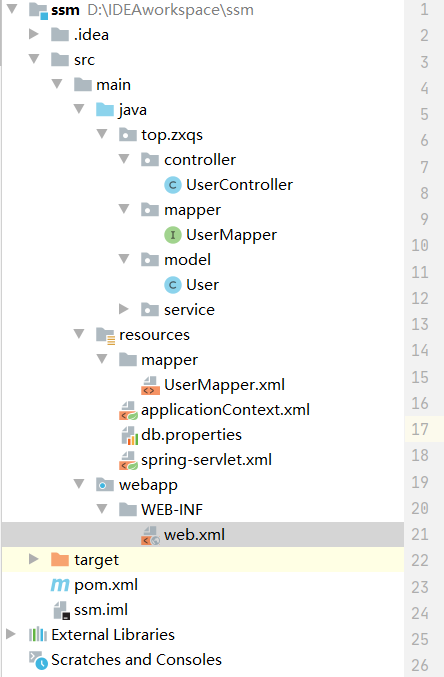 ssm D:\IDEAworkspace\ssm 1
.idea 2
src 3
main 4
java 5
top.zxqs 6
controller 7
UserController 8
mapper 9
UserMapper 10
model 11
User 12
service 13
resources 14
mapper 15
UserMapper.xml 16
applicationContext.xml 17
db.properties 18
spring-servlet.xml 19
webapp 20
WEB-INF 21
web.xml 22
target 23
pom.xml 24
ssm.iml 25
External Libraries 26
Scratches and Consoles